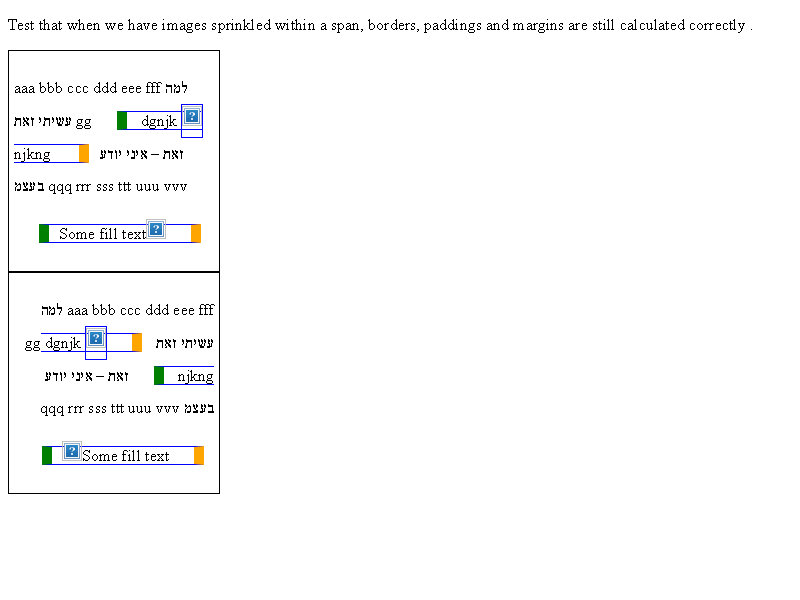 Test that when we have images sprinkled within a span, borders, paddings and margins are still calculated correctly .
aaa bbb ccc ddd eee fff למה
עשיתי זאת gg dgnjk
njkng זאת – איני יודע
בעצמ qqq rrr sss ttt uuu vvv
Some fill text
aaa bbb ccc ddd eee fff למה
עשיתי זאת gg dgnjk
njkng זאת – איני יודע
בעצמ qqq rrr sss ttt uuu vvv
Some fill text